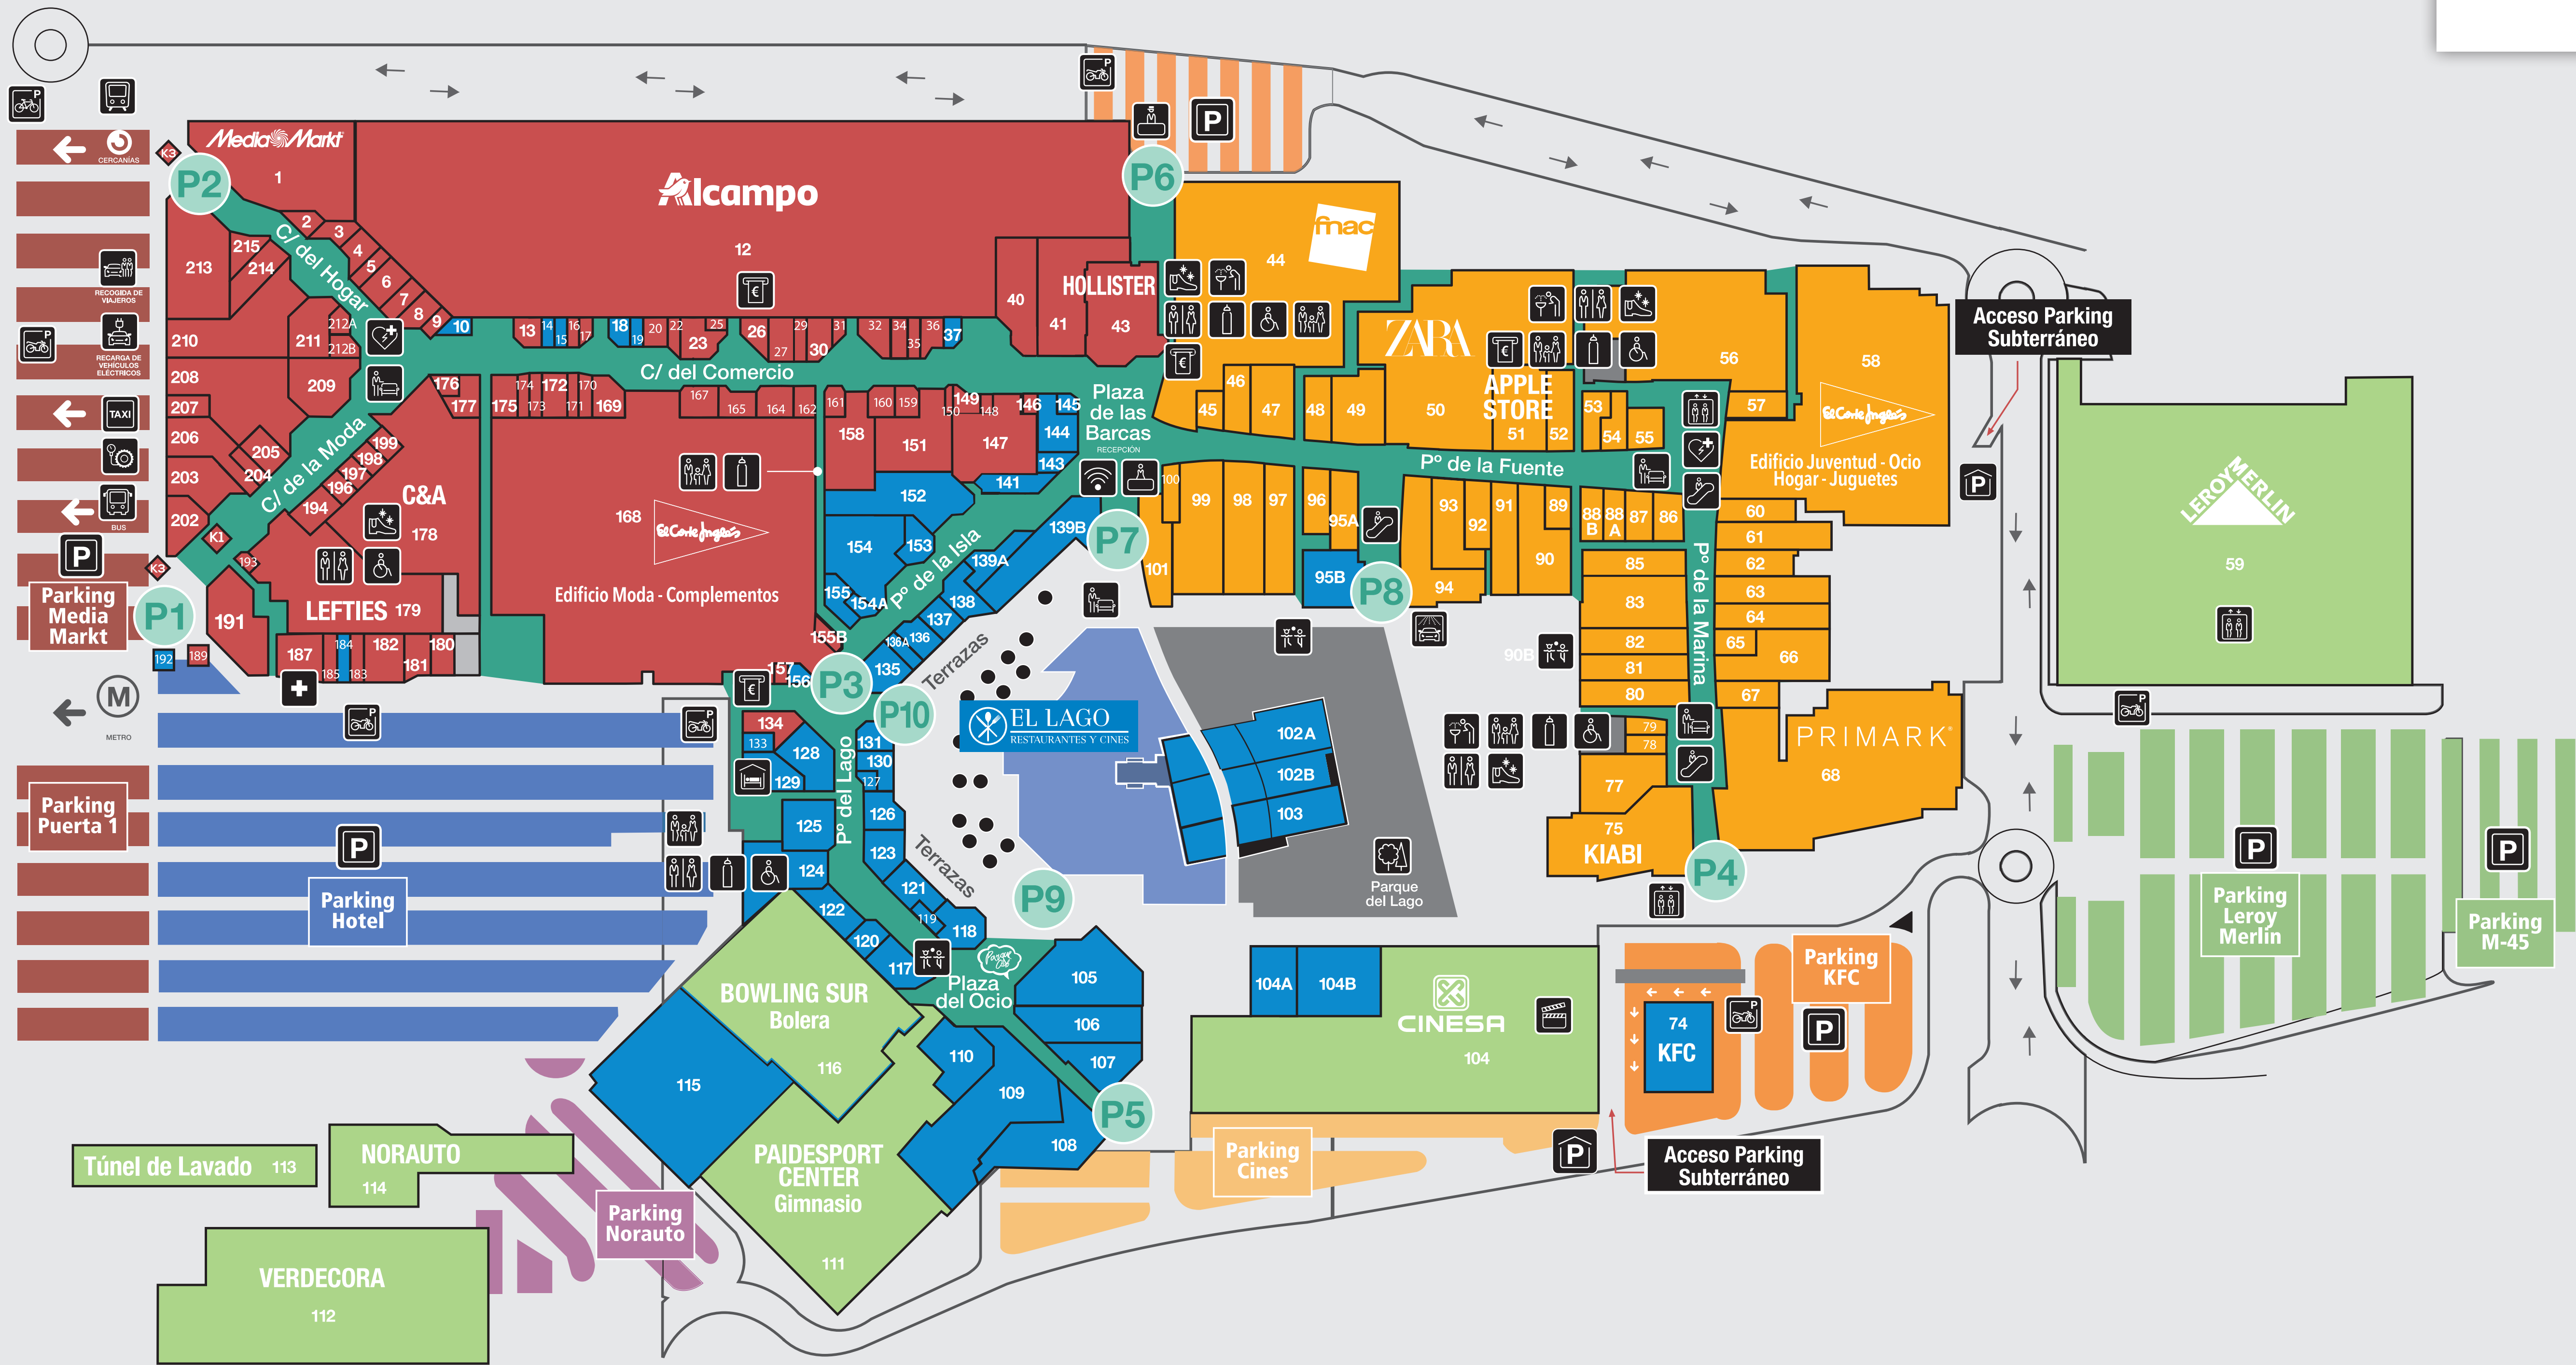 MediaMarkt
1
Alcampo
12
P2
P6
K3
CERCANÍAS
RECOGIDA DE
VIAJEROS
RECARGA DE
VEHÍCULOS
ELÉCTRICOS
TAXI
BUS
P
Parking
Media
Markt
P1
K3
K1
M
METRO
C/ del Hogar
2
3
4
5
6
7
8
9
10
13
14
15
16
17
18
19
20
22
23
25
26
27
29
30
31
32
34
35
36
37
40
41
HOLLISTER
43
fnac
44
213
215
214
210
211
212A
212B
208
209
207
206
205
204
203
202
C/ de la Moda
199
198
197
196
194
193
C&A
178
LEFTIES 179
191
192
189
187
185
184
183
182
181
180
176
177
C/ del Comercio
175
174
173
172
171
170
169
167
165
164
162
161
160
159
150
149
148
146
145
158
151
147
144
143
141
152
154
153
155
154A
155B
157
156
168
El Corte Inglés
Edificio Moda - Complementos
Plaza
de las
Barcas
RECEPCIÓN
Pº de la Isla
139B
139A
138
137
136
136A
135
P3
P10
P7
P8
Terrazas
45
46
47
48
49
ZARA
50
APPLE
STORE
51
52
53
54
55
56
57
58
El Corte Inglés
Edificio Juventud - Ocio
Hogar - Juguetes
Pº de la Fuente
100
99
98
97
96
95A
95B
101
93
92
91
94
90
89
88
B
88
A
87
86
85
83
82
81
80
79
78
77
75
KIABI
90B
Pº de la Marina
60
61
62
63
64
65
66
67
PRIMARK
68
P4
Acceso Parking
Subterráneo
LEROY MERLIN
59
EL LAGO
RESTAURANTES Y CINES
102A
102B
103
Parque
del Lago
134
133
128
129
131
130
127
126
125
124
123
122
121
120
119
118
117
Pº del Lago
Terrazas
P9
Parque
Plaza
del Ocio
105
106
107
108
109
110
P5
BOWLING SUR
Bolera
116
115
PAIDESPORT
CENTER
Gimnasio
111
Parking
Puerta 1
P
Parking
Hotel
Túnel de Lavado 113
NORAUTO
114
VERDECORA
112
Parking
Norauto
104A
104B
CINESA
104
Parking
Cines
74
KFC
Parking
KFC
P
Acceso Parking
Subterráneo
P
Parking
Leroy
Merlin
P
Parking
M-45